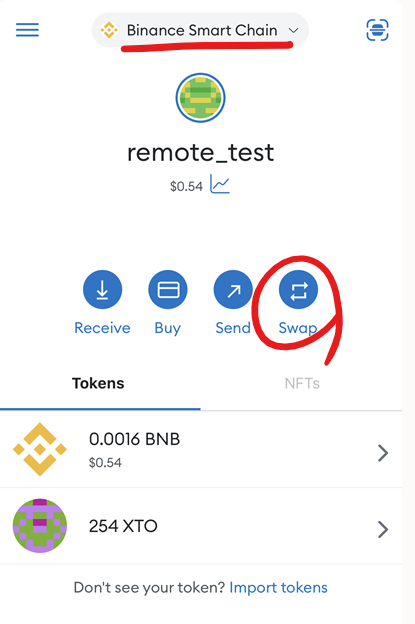 Binance Smart Chain
remote_test
$0.54
Receive Buy Send Swap
Tokens NFTs
0.0016 BNB
$0.54
254 XTO
Don't see your token? Import tokens